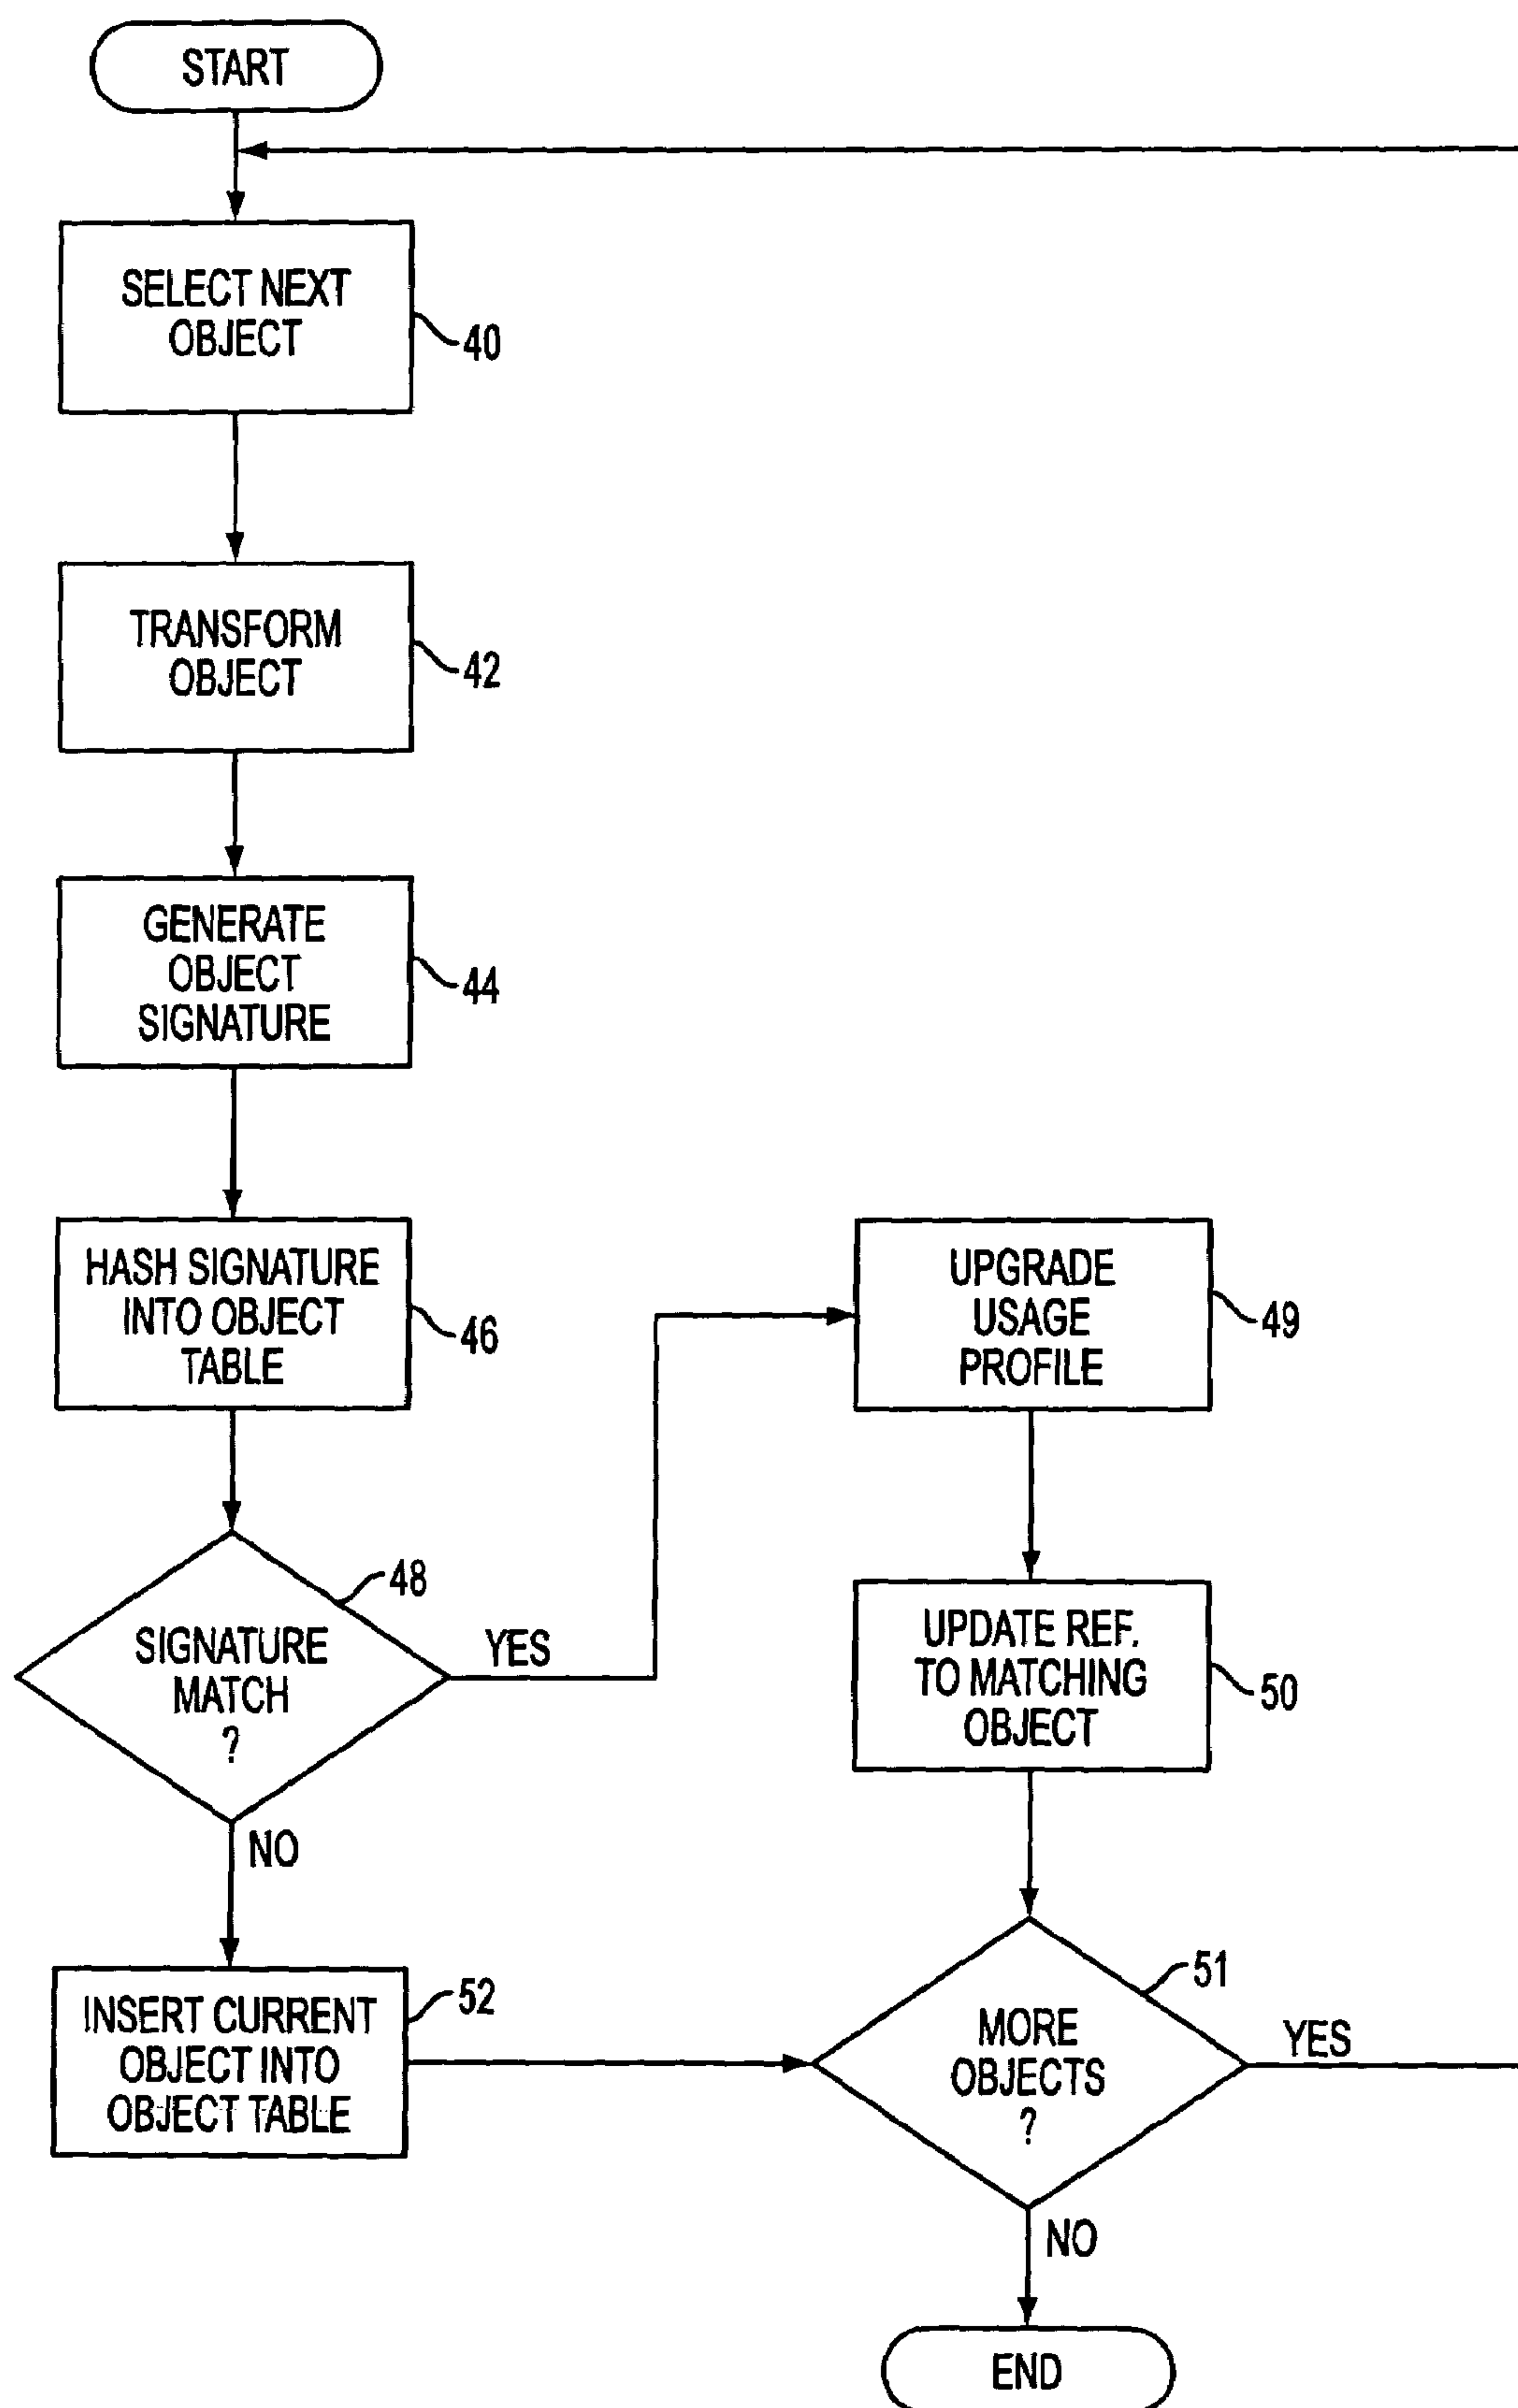 START
SELECT NEXT
OBJECT
40
TRANSFORM
OBJECT
42
GENERATE
OBJECT
SIGNATURE
44
HASH SIGNATURE
INTO OBJECT
TABLE
46
UPGRADE
USAGE
PROFILE
49
SIGNATURE
MATCH
?
48
YES
NO
UPDATE REF.
TO MATCHING
OBJECT
50
INSERT CURRENT
OBJECT INTO
OBJECT TABLE
52
MORE
OBJECTS
?
51
YES
NO
END